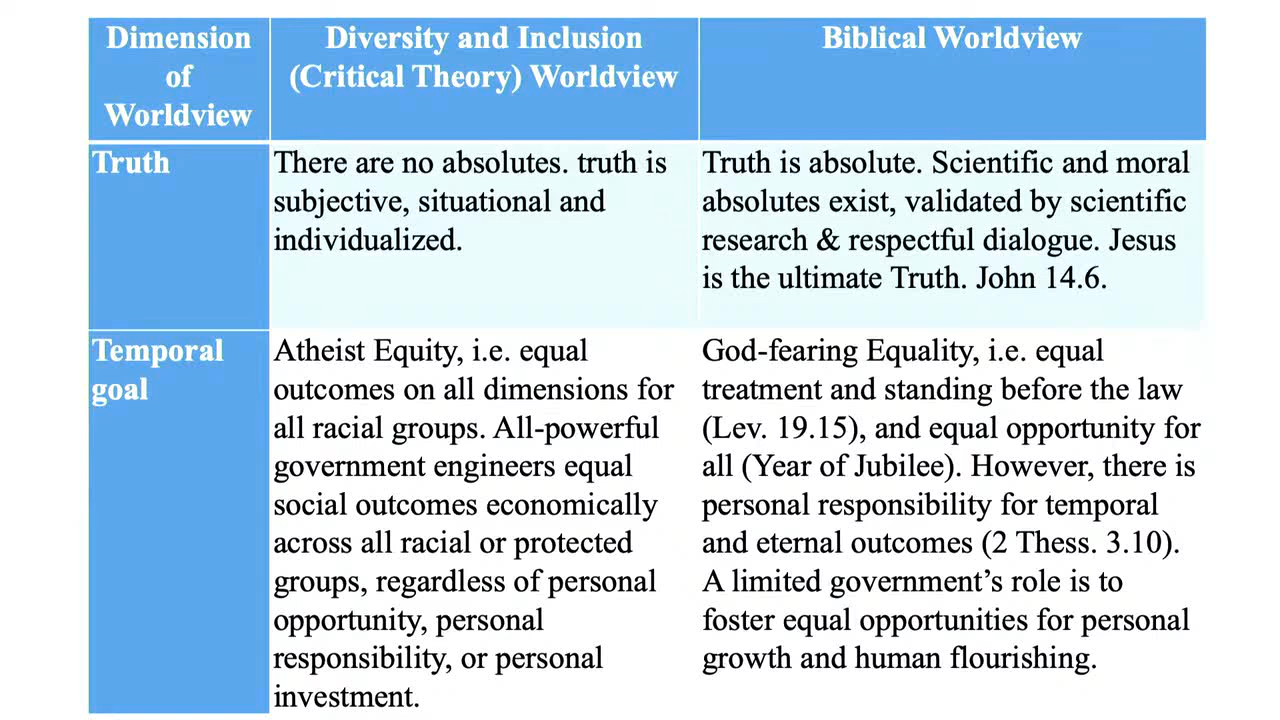 Dimension
of
Worldview
Diversity and Inclusion
(Critical Theory) Worldview
Biblical Worldview
Truth
There are no absolutes. truth is
subjective, situational and
individualized.
Truth is absolute. Scientific and moral
absolutes exist, validated by scientific
research & respectful dialogue. Jesus
is the ultimate Truth. John 14.6.
Temporal
goal
Atheist Equity, i.e. equal
outcomes on all dimensions for
all racial groups. All-powerful
government engineers equal
social outcomes economically
across all racial or protected
groups, regardless of personal
opportunity, personal
responsibility, or personal
investment.
God-fearing Equality, i.e. equal
treatment and standing before the law
(Lev. 19.15), and equal opportunity for
all (Year of Jubilee). However, there is
personal responsibility for temporal
and eternal outcomes (2 Thess. 3.10).
A limited government’s role is to
foster equal opportunities for personal
growth and human flourishing.